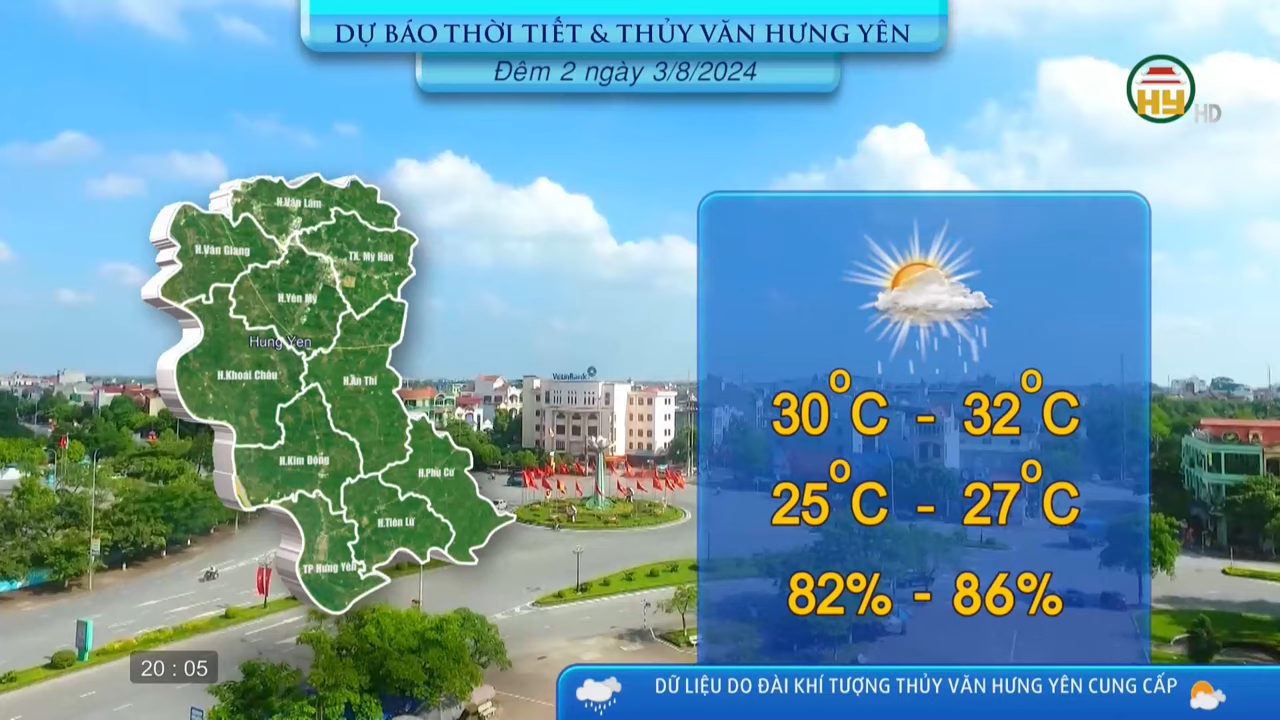 DỰ BÁO THỜI TIẾT & THỦY VĂN HƯNG YÊN
Đêm 2 ngày 3/8/2024
HY HD
H.Văn Lâm
H.Văn Giang
TX. Mỹ Hào
H.Yên Mỹ
Hung Yen
H.Khoái Châu
H.Ân Thi
H.Kim Động
H.Phù Cừ
H.Tiên Lữ
TP Hưng Yên
VietinBank
30°C - 32°C
25°C - 27°C
82% - 86%
20 : 05
DỮ LIỆU DO ĐÀI KHÍ TƯỢNG THỦY VĂN HƯNG YÊN CUNG CẤP